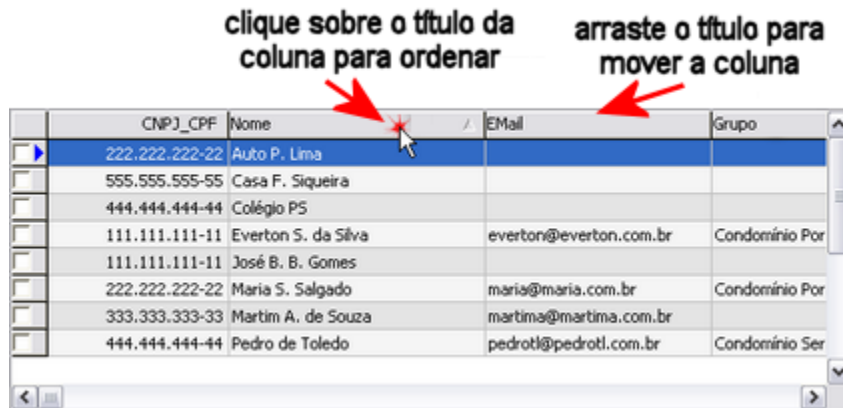 clique sobre o título da
coluna para ordenar
arraste o título para
mover a coluna
CNPJ_CPF Nome EMail Grupo
222.222.222-22 Auto P. Lima
555.555.555-55 Casa F. Siqueira
444.444.444-44 Colégio PS
111.111.111-11 Everton S. da Silva everton@everton.com.br Condomínio Por
111.111.111-11 José B. B. Gomes
222.222.222-22 Maria S. Salgado maria@maria.com.br Condomínio Por
333.333.333-33 Martim A. de Souza martima@martima.com.br
444.444.444-44 Pedro de Toledo pedrotl@pedrotl.com.br Condomínio Ser